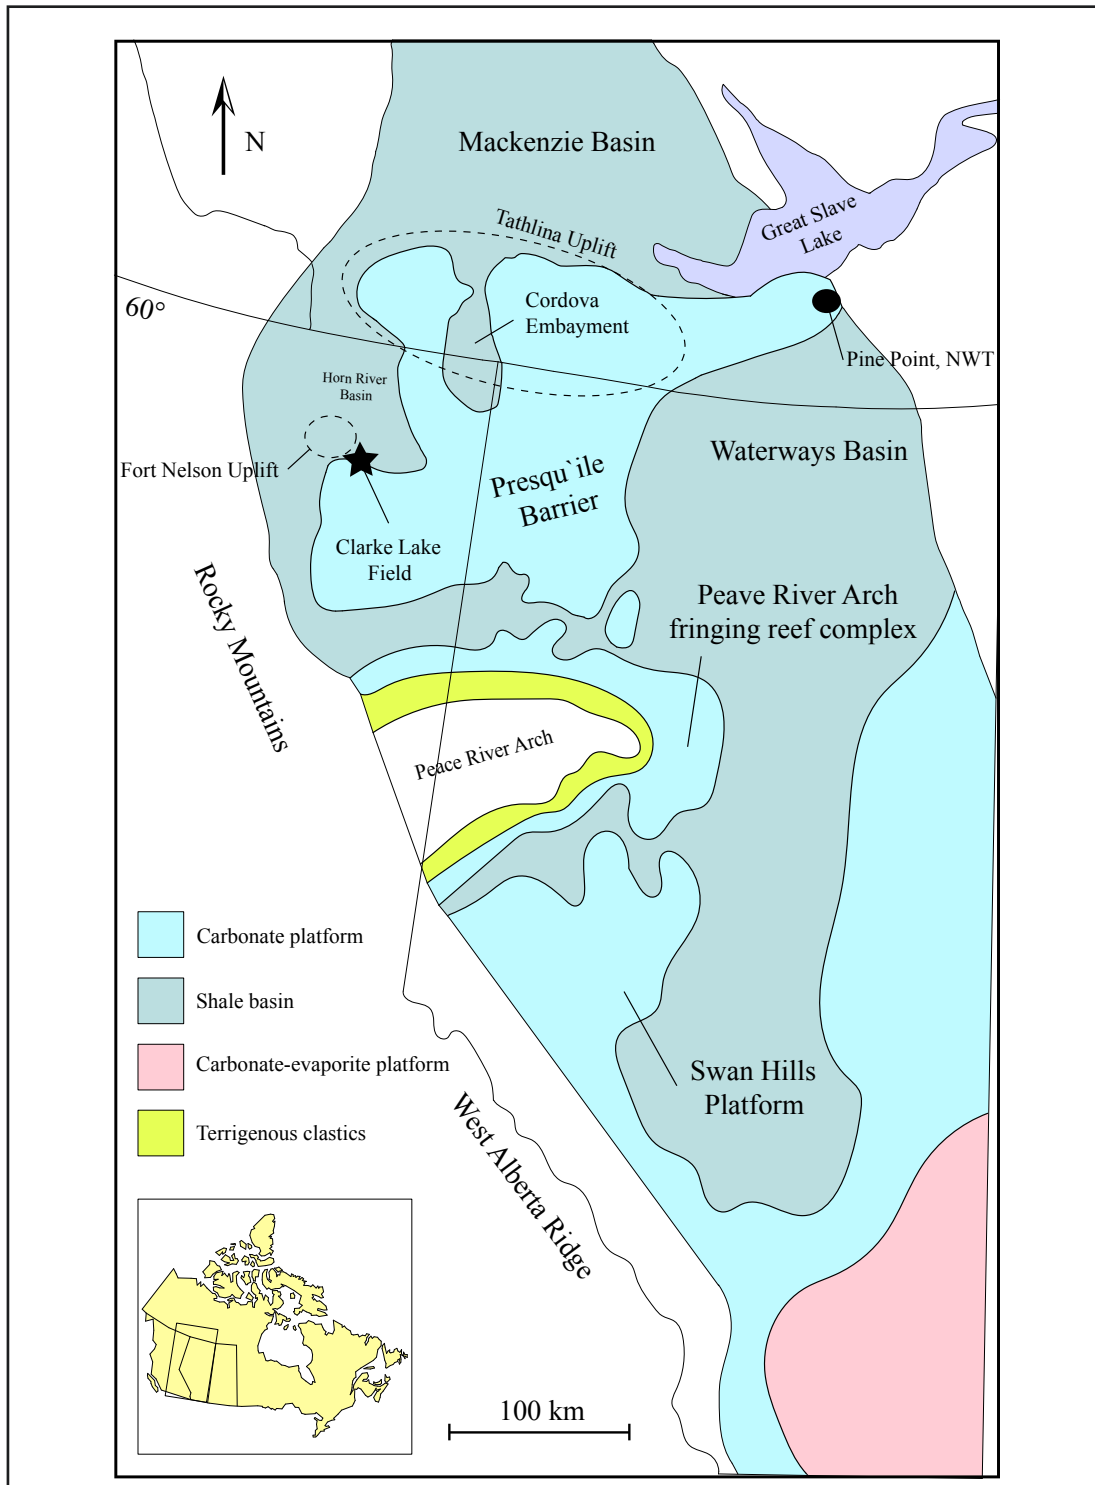 N
Mackenzie Basin
Tathlina Uplift
Great Slave
Lake
60°
Cordova
Embayment
Pine Point, NWT
Horn River
Basin
Fort Nelson Uplift
Waterways Basin
Presqu`ile
Barrier
Clarke Lake
Field
Rocky Mountains
Peave River Arch
fringing reef complex
Peace River Arch
Carbonate platform
Shale basin
Carbonate-evaporite platform
Terrigenous clastics
Swan Hills
Platform
West Alberta Ridge
100 km